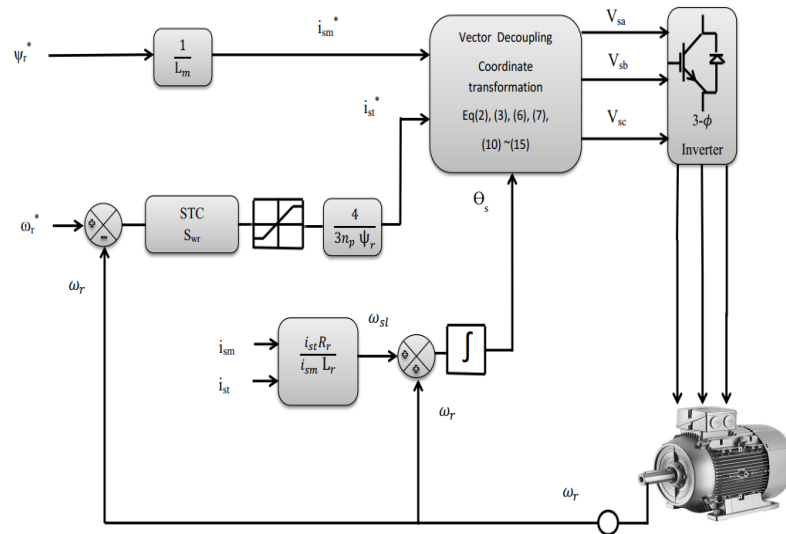 ψr*
1
Lm
ism*
Vector Decoupling
Coordinate
transformation
Eq(2), (3), (6), (7),
(10) ~(15)
Vsa
Vsb
Vsc
3-ϕ
Inverter
ist*
ωr*
STC
Swr
4
3np ψr
ϴs
ωr
ism
ist
istRr
ism Lr
ωsl
∫
ωr
ωr